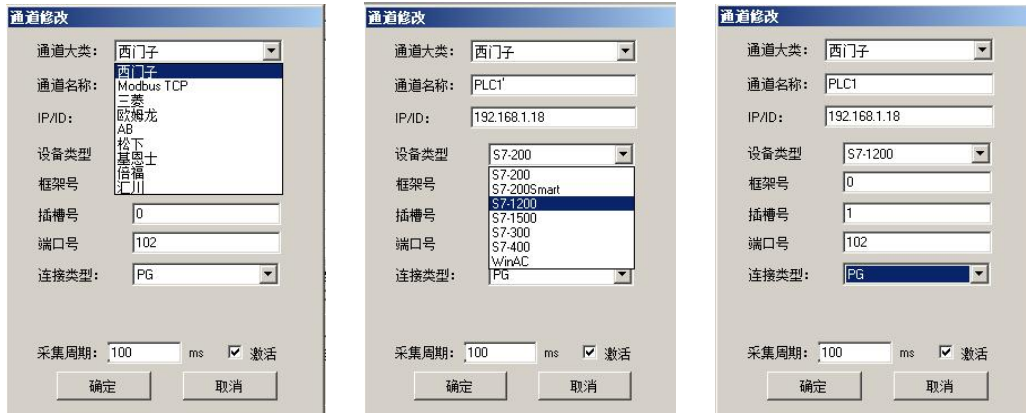 通道修改
通道大类： 西门子
西门子
Modbus TCP
三菱
欧姆龙
AB
松下
基恩士
倍福
汇川
通道名称：
IP/ID：
设备类型
框架号
插槽号 0
端口号 102
连接类型： PG
采集周期： 100 ms 激活
确定 取消
通道修改
通道大类： 西门子
通道名称： PLC1'
IP/ID： 192.168.1.18
设备类型 S7-200
S7-200
S7-200Smart
S7-1200
S7-1500
S7-300
S7-400
WinAC
框架号
插槽号
端口号
连接类型： PG
采集周期： 100 ms 激活
确定 取消
通道修改
通道大类： 西门子
通道名称： PLC1
IP/ID： 192.168.1.18
设备类型 S7-1200
框架号 0
插槽号 1
端口号 102
连接类型： PG
采集周期： 100 ms 激活
确定 取消